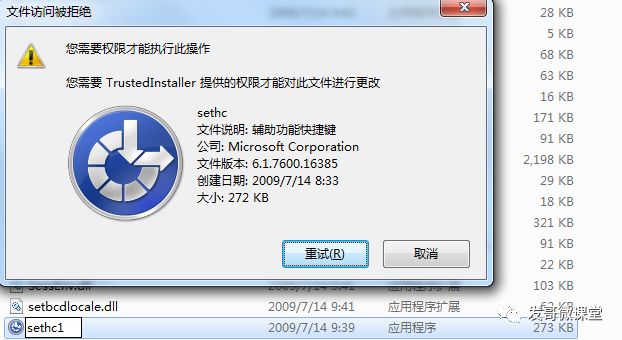 文件访问被拒绝
您需要权限才能执行此操作
您需要 TrustedInstaller 提供的权限才能对此文件进行更改
sethc
文件说明: 辅助功能快捷键
公司: Microsoft Corporation
文件版本: 6.1.7600.16385
创建日期: 2009/7/14 8:33
大小: 272 KB
重试(R)
取消
28 KB
5 KB
68 KB
63 KB
16 KB
171 KB
91 KB
2,198 KB
29 KB
18 KB
321 KB
91 KB
22 KB
103 KB
setbcdlocale.dll 2009/7/14 9:41 应用程序扩展
sethc1 2009/7/14 9:39 应用程序 273 KB
发哥微课堂